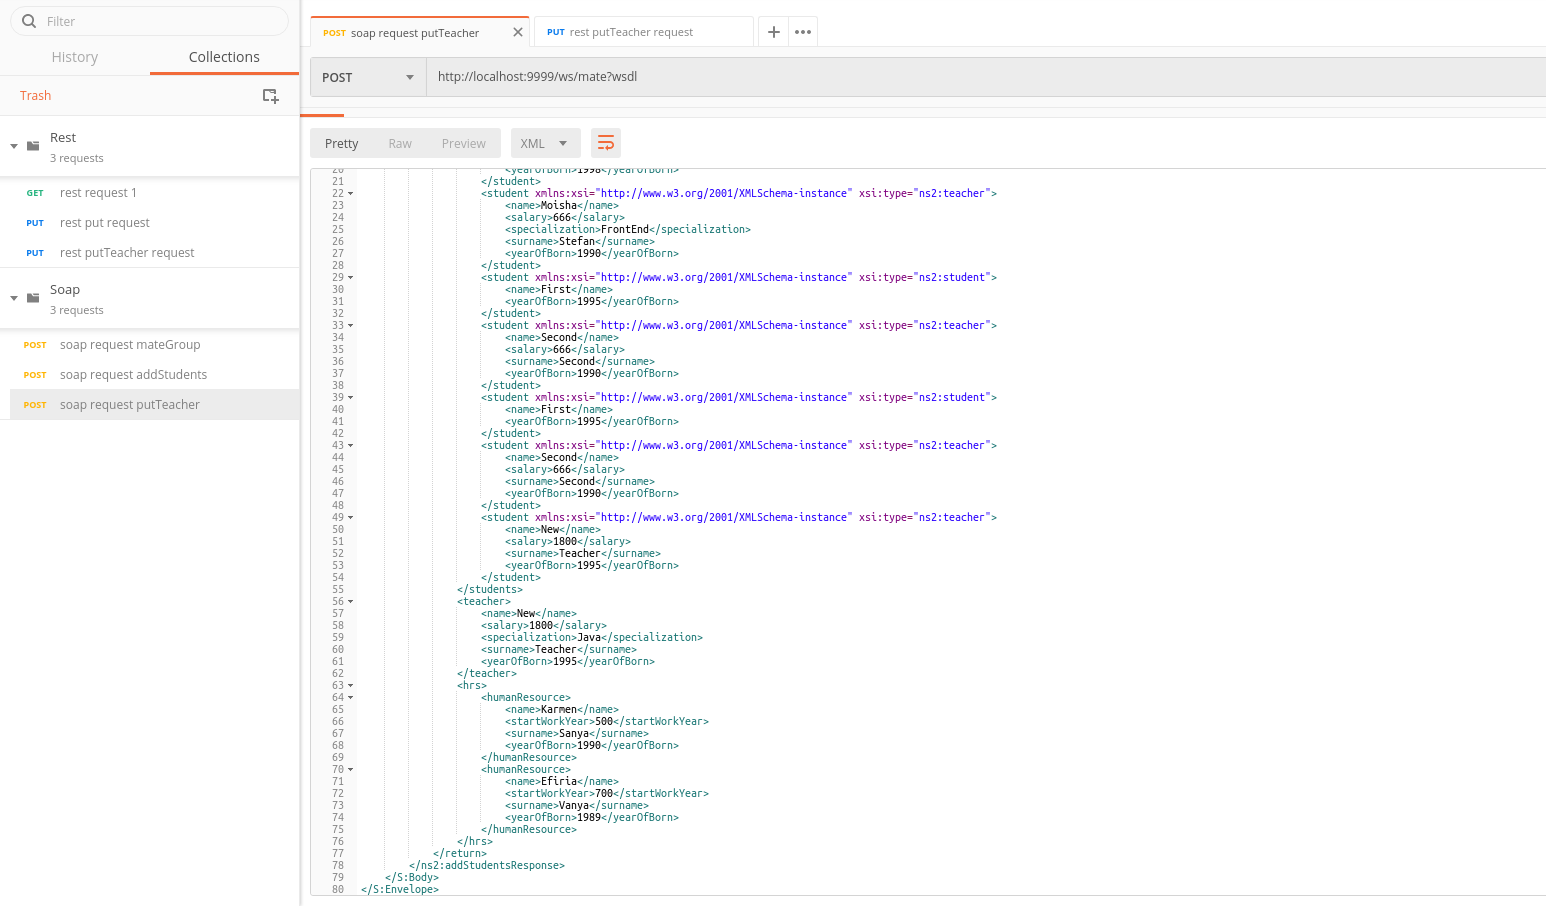 Filter
History Collections
Trash
Rest
3 requests
GET rest request 1
PUT rest put request
PUT rest putTeacher request
Soap
3 requests
POST soap request mateGroup
POST soap request addStudents
POST soap request putTeacher
POST soap request putTeacher PUT rest putTeacher request
POST http://localhost:9999/ws/mate?wsdl
Pretty Raw Preview XML
20 <yearOfBorn>1998</yearOfBorn>
21 </student>
22 <student xmlns:xsi="http://www.w3.org/2001/XMLSchema-instance" xsi:type="ns2:teacher">
23 <name>Moisha</name>
24 <salary>666</salary>
25 <specialization>FrontEnd</specialization>
26 <surname>Stefan</surname>
27 <yearOfBorn>1990</yearOfBorn>
28 </student>
29 <student xmlns:xsi="http://www.w3.org/2001/XMLSchema-instance" xsi:type="ns2:student">
30 <name>First</name>
31 <yearOfBorn>1995</yearOfBorn>
32 </student>
33 <student xmlns:xsi="http://www.w3.org/2001/XMLSchema-instance" xsi:type="ns2:teacher">
34 <name>Second</name>
35 <salary>666</salary>
36 <surname>Second</surname>
37 <yearOfBorn>1990</yearOfBorn>
38 </student>
39 <student xmlns:xsi="http://www.w3.org/2001/XMLSchema-instance" xsi:type="ns2:student">
40 <name>First</name>
41 <yearOfBorn>1995</yearOfBorn>
42 </student>
43 <student xmlns:xsi="http://www.w3.org/2001/XMLSchema-instance" xsi:type="ns2:teacher">
44 <name>Second</name>
45 <salary>666</salary>
46 <surname>Second</surname>
47 <yearOfBorn>1990</yearOfBorn>
48 </student>
49 <student xmlns:xsi="http://www.w3.org/2001/XMLSchema-instance" xsi:type="ns2:teacher">
50 <name>New</name>
51 <salary>1800</salary>
52 <surname>Teacher</surname>
53 <yearOfBorn>1995</yearOfBorn>
54 </student>
55 </students>
56 <teacher>
57 <name>New</name>
58 <salary>1800</salary>
59 <specialization>Java</specialization>
60 <surname>Teacher</surname>
61 <yearOfBorn>1995</yearOfBorn>
62 </teacher>
63 <hrs>
64 <humanResource>
65 <name>Karmen</name>
66 <startWorkYear>500</startWorkYear>
67 <surname>Sanya</surname>
68 <yearOfBorn>1990</yearOfBorn>
69 </humanResource>
70 <humanResource>
71 <name>Efiria</name>
72 <startWorkYear>700</startWorkYear>
73 <surname>Vanya</surname>
74 <yearOfBorn>1989</yearOfBorn>
75 </humanResource>
76 </hrs>
77 </return>
78 </ns2:addStudentsResponse>
79 </S:Body>
80 </S:Envelope>